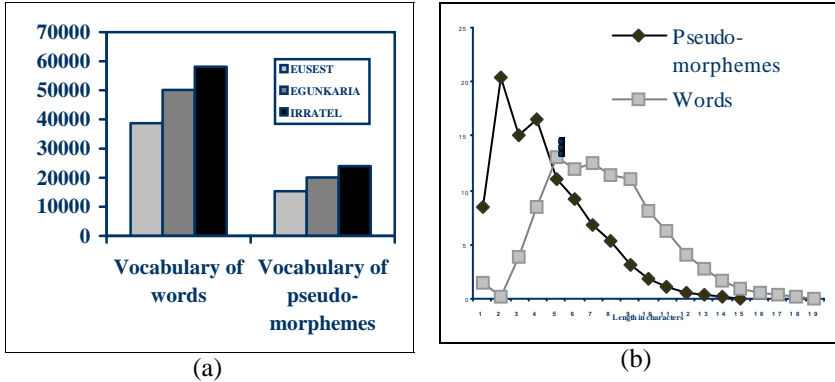 70000
60000
50000
40000
30000
20000
10000
0
EUSEST
EGUNKARIA
IRRATEL
Vocabulary of
words
Vocabulary of
pseudo-
morphemes
(a)
25
20
15
10
5
0
Pseudo-
morphemes
Words
1 2 3 4 5 6 7 8 9 10 11 12 13 14 15 16 17 18 19
Length in characters
(b)